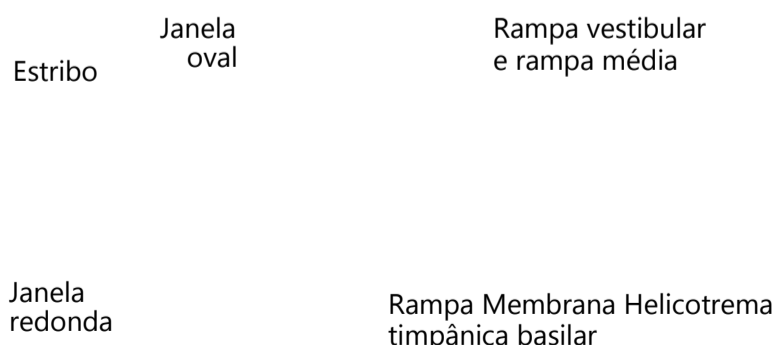 Janela
oval
Rampa vestibular
e rampa média
Estribo
Janela
redonda
Rampa Membrana Helicotrema
timpânica basilar